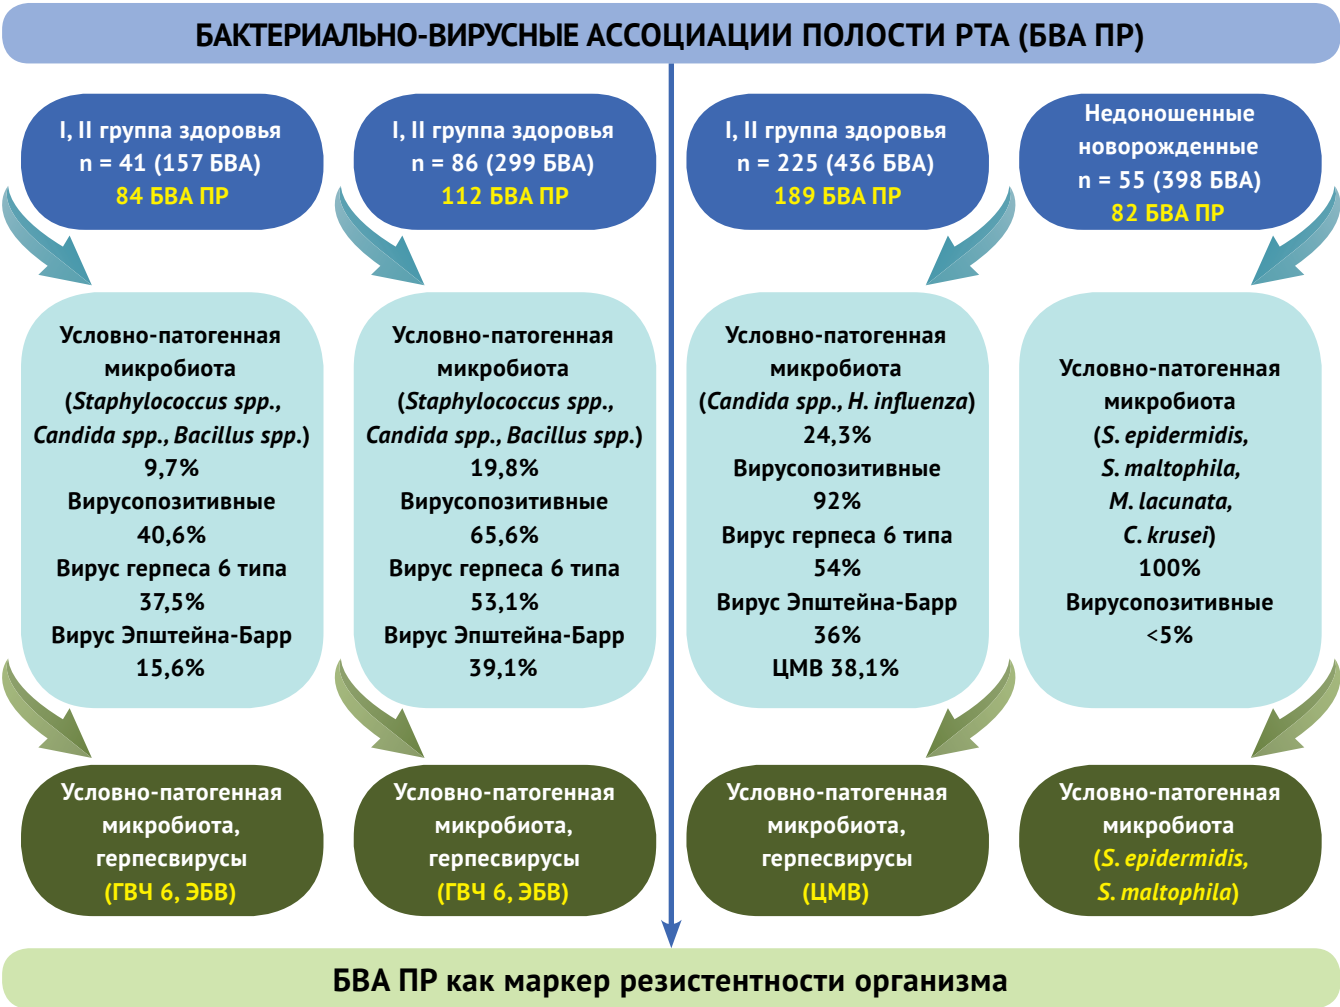 БАКТЕРИАЛЬНО-ВИРУСНЫЕ АССОЦИАЦИИ ПОЛОСТИ РТА (БВА ПР)
I, II группа здоровья
n = 41 (157 БВА)
84 БВА ПР
I, II группа здоровья
n = 86 (299 БВА)
112 БВА ПР
I, II группа здоровья
n = 225 (436 БВА)
189 БВА ПР
Недоношенные
новорожденные
n = 55 (398 БВА)
82 БВА ПР
Условно-патогенная
микробиота
(Staphylococcus spp.,
Candida spp., Bacillus spp.)
9,7%
Вирусопозитивные
40,6%
Вирус герпеса 6 типа
37,5%
Вирус Эпштейна-Барр
15,6%
Условно-патогенная
микробиота
(Staphylococcus spp.,
Candida spp., Bacillus spp.)
19,8%
Вирусопозитивные
65,6%
Вирус герпеса 6 типа
53,1%
Вирус Эпштейна-Барр
39,1%
Условно-патогенная
микробиота
(Candida spp., H. influenza)
24,3%
Вирусопозитивные
92%
Вирус герпеса 6 типа
54%
Вирус Эпштейна-Барр
36%
ЦМВ 38,1%
Условно-патогенная
микробиота
(S. epidermidis,
S. maltophila,
M. lacunata,
C. krusei)
100%
Вирусопозитивные
<5%
Условно-патогенная
микробиота,
герпесвирусы
(ГВЧ 6, ЭБВ)
Условно-патогенная
микробиота,
герпесвирусы
(ГВЧ 6, ЭБВ)
Условно-патогенная
микробиота,
герпесвирусы
(ЦМВ)
Условно-патогенная
микробиота
(S. epidermidis,
S. maltophila)
БВА ПР как маркер резистентности организма